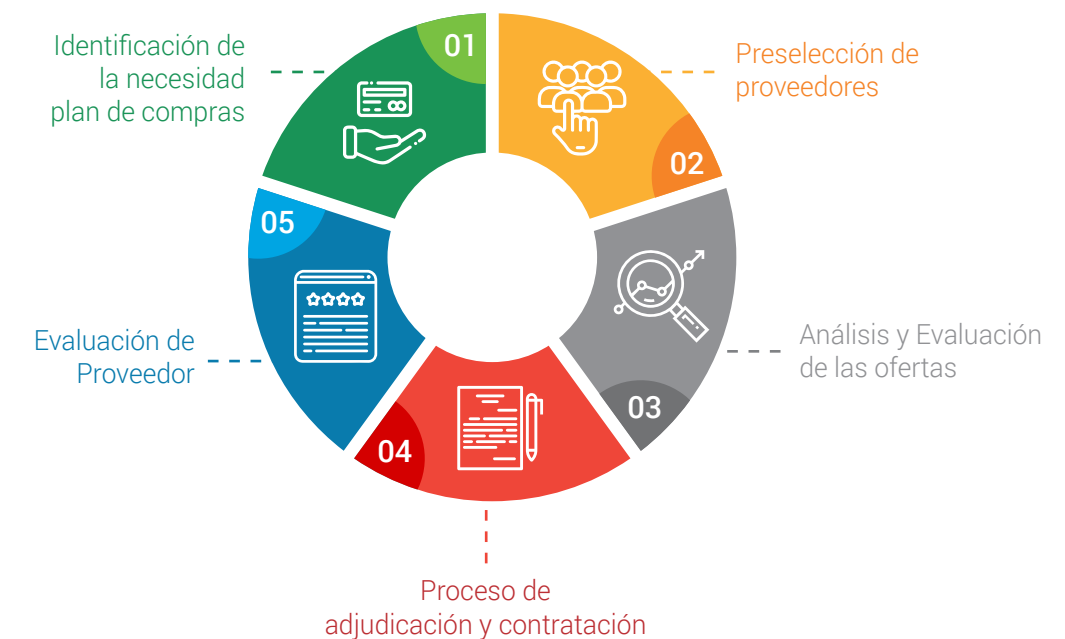 01
Identificación de
la necesidad
plan de compras
02
Preselección de
proveedores
03
Análisis y Evaluación
de las ofertas
04
Proceso de
adjudicación y contratación
05
Evaluación de
Proveedor